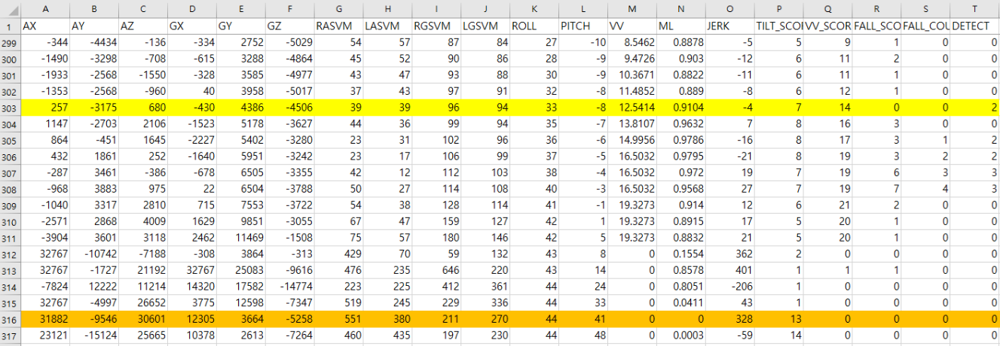 A B C D E F G H I J K L M N O P Q R S T
1 AX AY AZ GX GY GZ RASVM LASVM RGSVM LGSVM ROLL PITCH VV ML JERK TILT_SCOI VV_SCOR FALL_SCO FALL_COU DETECT
299 -344 -4434 -136 -334 2752 -5029 54 57 87 84 27 -10 8.5462 0.8878 -5 5 9 1 0 0
300 -1490 -3298 -708 -615 3288 -4864 45 52 90 86 28 -9 9.4726 0.903 -12 6 11 2 0 0
301 -1933 -2568 -1550 -328 3585 -4977 43 47 93 88 30 -9 10.3671 0.8822 -11 6 11 1 0 0
302 -1353 -2568 -960 40 3958 -5017 37 43 97 91 32 -8 11.4852 0.889 -8 6 12 1 0 0
303 257 -3175 680 -430 4386 -4506 39 39 96 94 33 -8 12.5414 0.9104 -4 7 14 0 0 2
304 1147 -2703 2106 -1523 5178 -3627 44 36 99 94 35 -7 13.8107 0.9632 7 8 16 3 0 0
305 864 -451 1645 -2227 5402 -3280 23 31 102 96 36 -6 14.9956 0.9786 -16 8 17 3 1 2
306 432 1861 252 -1640 5951 -3242 23 17 106 99 37 -5 16.5032 0.9795 -21 8 19 3 2 2
307 -287 3461 -386 -678 6505 -3355 42 12 112 103 38 -4 16.5032 0.972 19 7 19 6 3 3
308 -968 3883 975 22 6504 -3788 50 27 114 108 40 -3 16.5032 0.9568 27 7 19 7 4 3
309 -1040 3317 2810 715 7553 -3722 54 38 128 114 41 -1 19.3273 0.914 12 6 21 2 0 0
310 -2571 2868 4009 1629 9851 -3055 67 47 159 127 42 1 19.3273 0.8915 17 5 20 1 0 0
311 -3904 3601 3118 2462 11469 -1508 75 57 180 146 42 5 19.3273 0.8832 21 5 20 1 0 0
312 32767 -10742 -7188 -308 3864 -313 429 70 59 132 43 8 0 0.1554 362 2 0 0 0 0
313 32767 -1727 21192 32767 25083 -9616 476 235 646 220 43 14 0 0.8578 401 1 1 1 0 0
314 -7824 12222 11214 14320 17582 -14774 223 225 412 361 44 24 0 0.8051 -206 1 0 0 0 0
315 32767 -4997 26652 3775 12598 -7347 519 245 229 336 44 33 0 0.0411 43 1 0 0 0 0
316 31882 -9546 30601 12305 3664 -5258 551 380 211 270 44 41 0 0 328 13 0 0 0 0
317 23121 -15124 25665 10378 2613 -7264 460 435 197 230 44 48 0 0.0003 -59 14 0 0 0 0